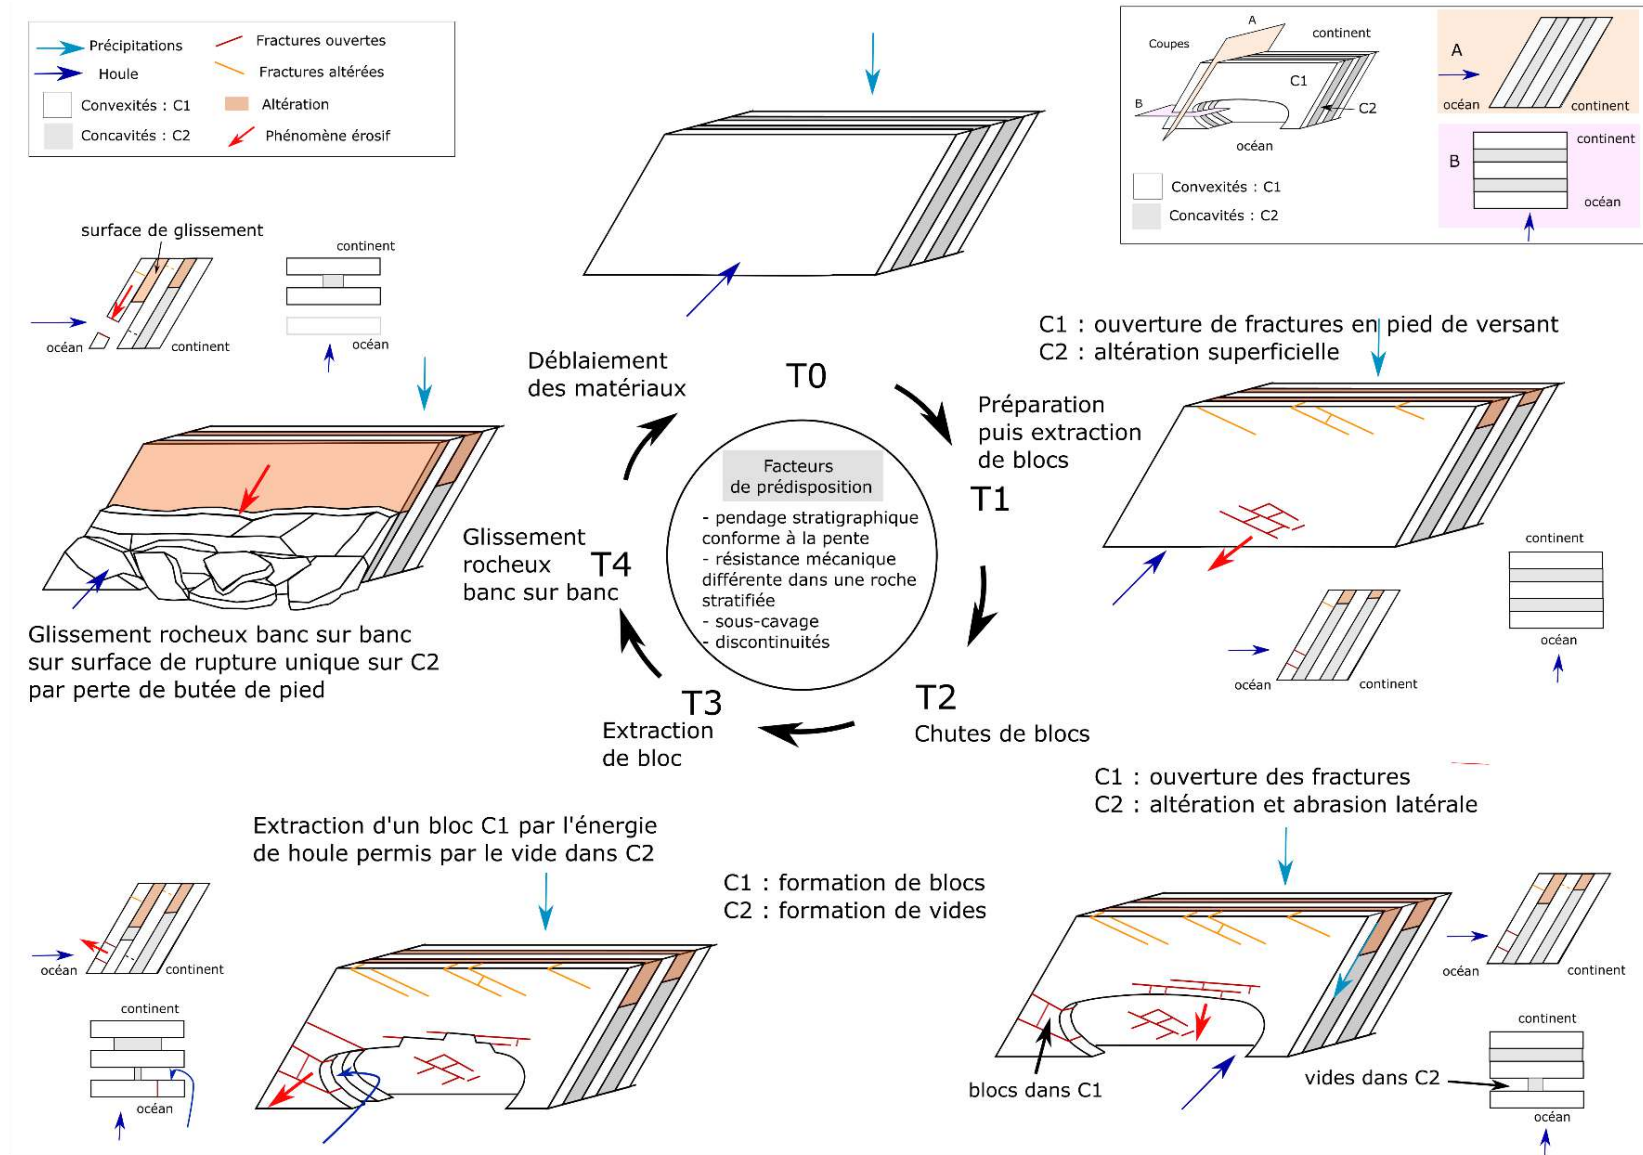 Précipitations
Houle
Convexités : C1
Concavités : C2
Fractures ouvertes
Fractures altérées
Altération
Phénomène érosif
Coupes
A
continent
C1
C2
B
océan
Convexités : C1
Concavités : C2
A
océan
continent
B
continent
océan
surface de glissement
océan
continent
continent
océan
Déblaiement
des matériaux
T0
C1 : ouverture de fractures en pied de versant
C2 : altération superficielle
Préparation
puis extraction
de blocs
T1
continent
océan
océan
continent
Facteurs
de prédisposition
- pendage stratigraphique
conforme à la pente
- résistance mécanique
différente dans une roche
stratifiée
- sous-cavage
- discontinuités
Glissement
rocheux
banc sur banc
T4
Glissement rocheux banc sur banc
sur surface de rupture unique sur C2
par perte de butée de pied
T3
Extraction
de bloc
T2
Chutes de blocs
C1 : ouverture des fractures
C2 : altération et abrasion latérale
Extraction d'un bloc C1 par l'énergie
de houle permis par le vide dans C2
C1 : formation de blocs
C2 : formation de vides
océan
continent
continent
océan
blocs dans C1
vides dans C2
océan
continent
continent
océan